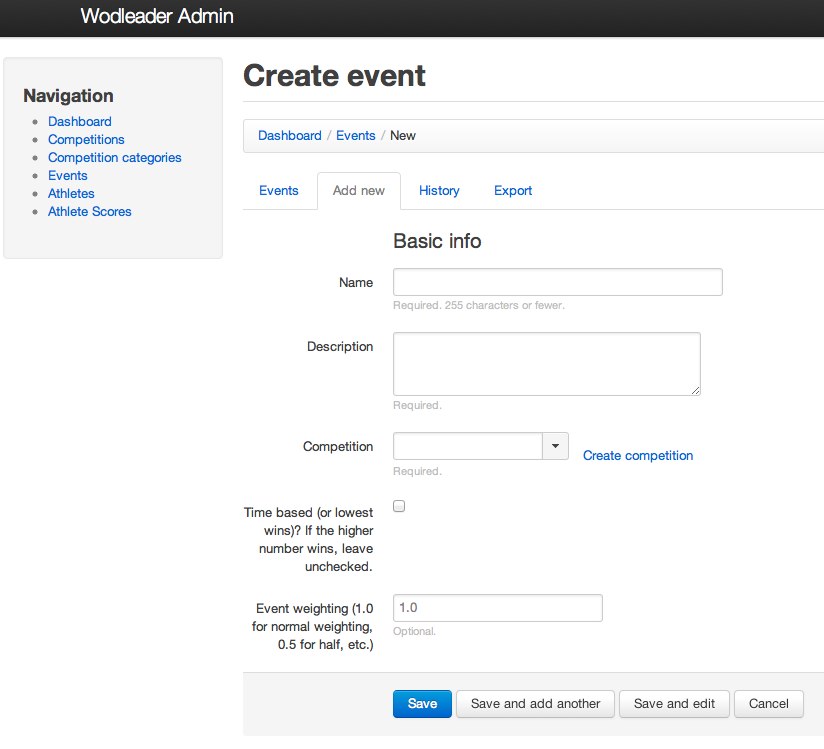 Wodleader Admin
Navigation
Dashboard
Competitions
Competition categories
Events
Athletes
Athlete Scores
Create event
Dashboard / Events / New
Events Add new History Export
Basic info
Name
Required. 255 characters or fewer.
Description
Required.
Competition
Create competition
Required.
Time based (or lowest
wins)? If the higher
number wins, leave
unchecked.
Event weighting (1.0
for normal weighting,
0.5 for half, etc.)
1.0
Optional.
Save Save and add another Save and edit Cancel